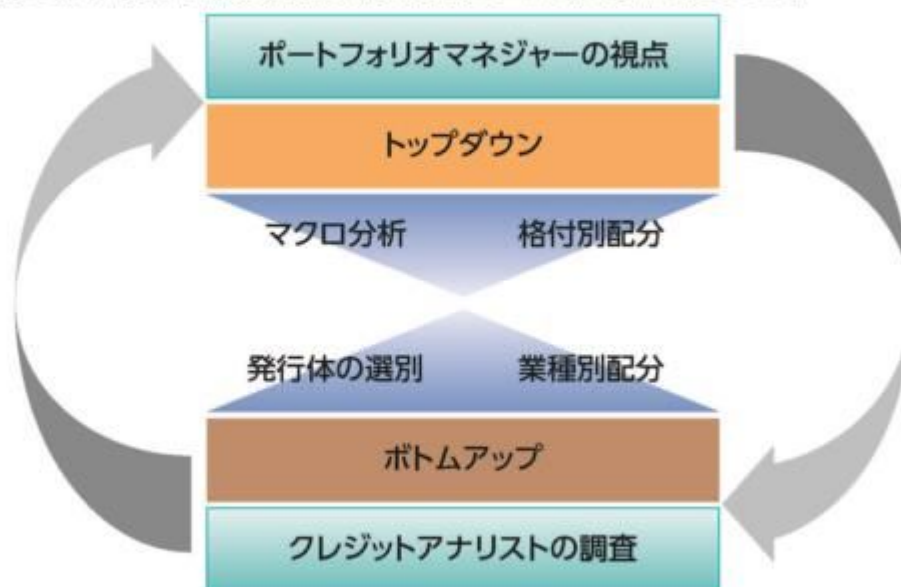 ポートフォリオマネジャーの視点
トップダウン
マクロ分析 格付別配分
発行体の選別 業種別配分
ボトムアップ
クレジットアナリストの調査